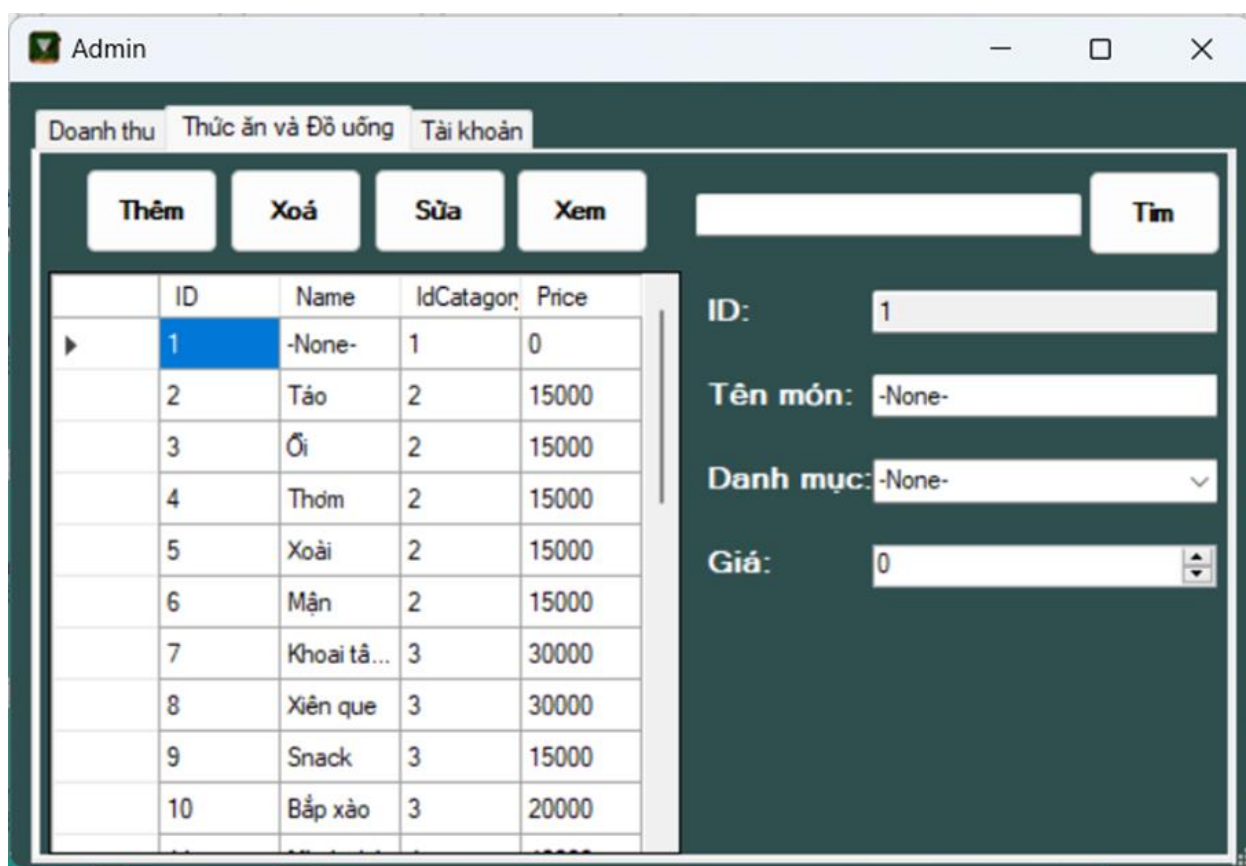 Admin
Doanh thu Thức ăn và Đồ uống Tài khoản
Thêm Xoá Sửa Xem Tìm
ID Name IdCatagory Price
1 -None- 1 0
2 Táo 2 15000
3 Ổi 2 15000
4 Thơm 2 15000
5 Xoài 2 15000
6 Mận 2 15000
7 Khoai tâ... 3 30000
8 Xiên que 3 30000
9 Snack 3 15000
10 Bắp xào 3 20000
ID: 1
Tên món: -None-
Danh mục: -None-
Giá: 0